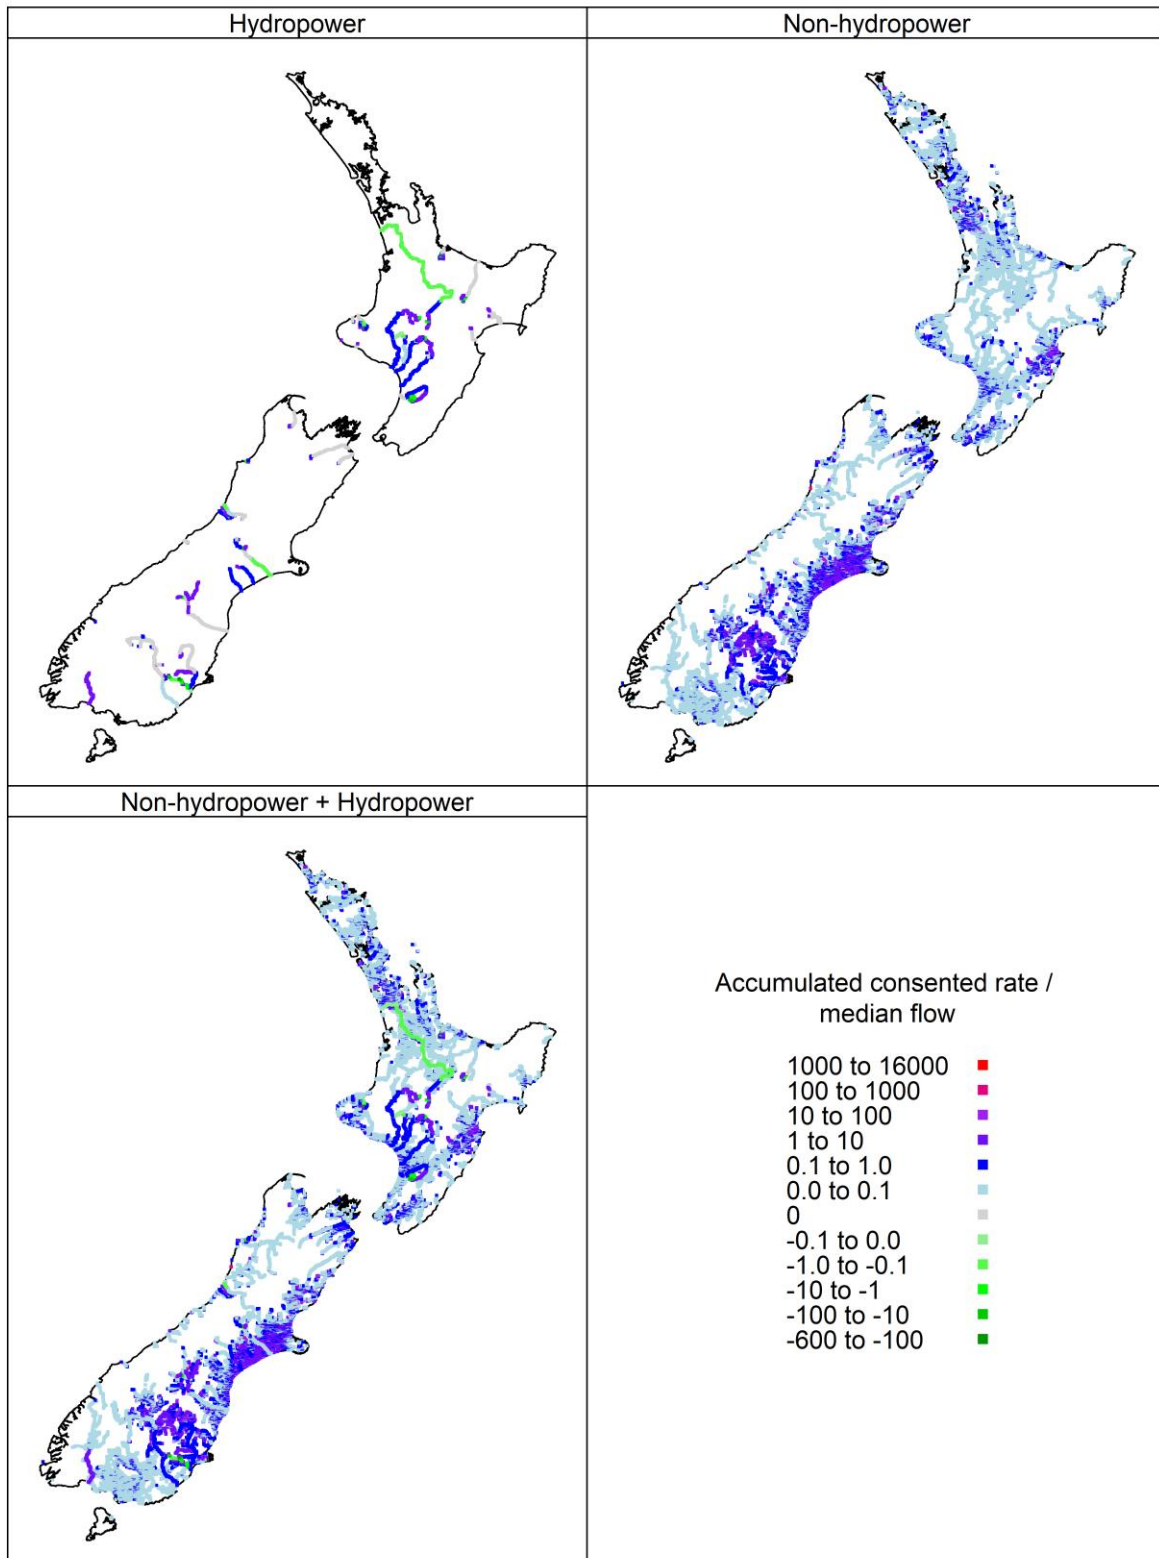 Hydropower
Non-hydropower
Non-hydropower + Hydropower
Accumulated consented rate /
median flow
1000 to 16000
100 to 1000
10 to 100
1 to 10
0.1 to 1.0
0.0 to 0.1
0
-0.1 to 0.0
-1.0 to -0.1
-10 to -1
-100 to -10
-600 to -100